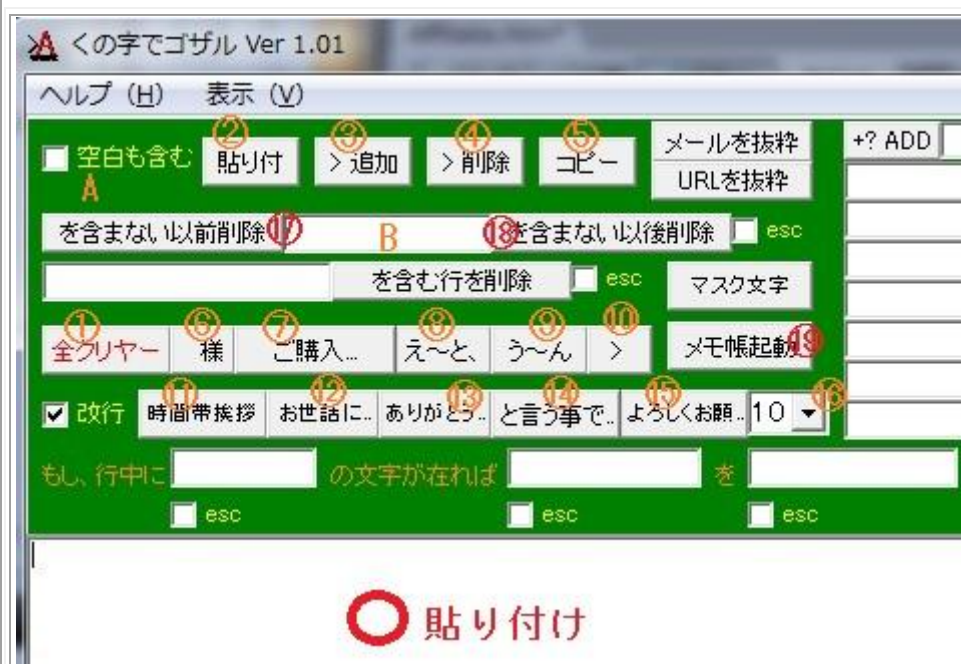 くの字でゴザル Ver 1.01
ヘルプ（H） 表示（V）
② ③ ④ ⑤
空白も含む 貼り付 ＞追加 ＞削除 コピー メールを抜粋 +? ADD
A URLを抜粋
を含まない以前削除 ⑰ B ⑱ を含まない以後削除 esc
を含む行を削除 esc マスク文字
① ⑥ ⑦ ⑧ ⑨ ⑩
全クリヤー 様 ご購入... え～と、 う～ん ＞ メモ帳起動 ⑲
⑪ ⑫ ⑬ ⑭ ⑮ ⑯
改行 時間帯挨拶 お世話に.. ありがとう.. と言う事で.. よろしくお願.. 10
もし、行中に の文字が在れば を
esc esc esc
貼り付け